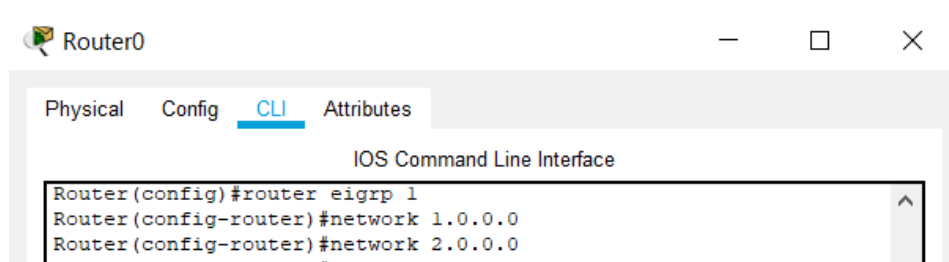 Router0
Physical Config CLI Attributes
IOS Command Line Interface
Router(config)#router eigrp 1
Router(config-router)#network 1.0.0.0
Router(config-router)#network 2.0.0.0